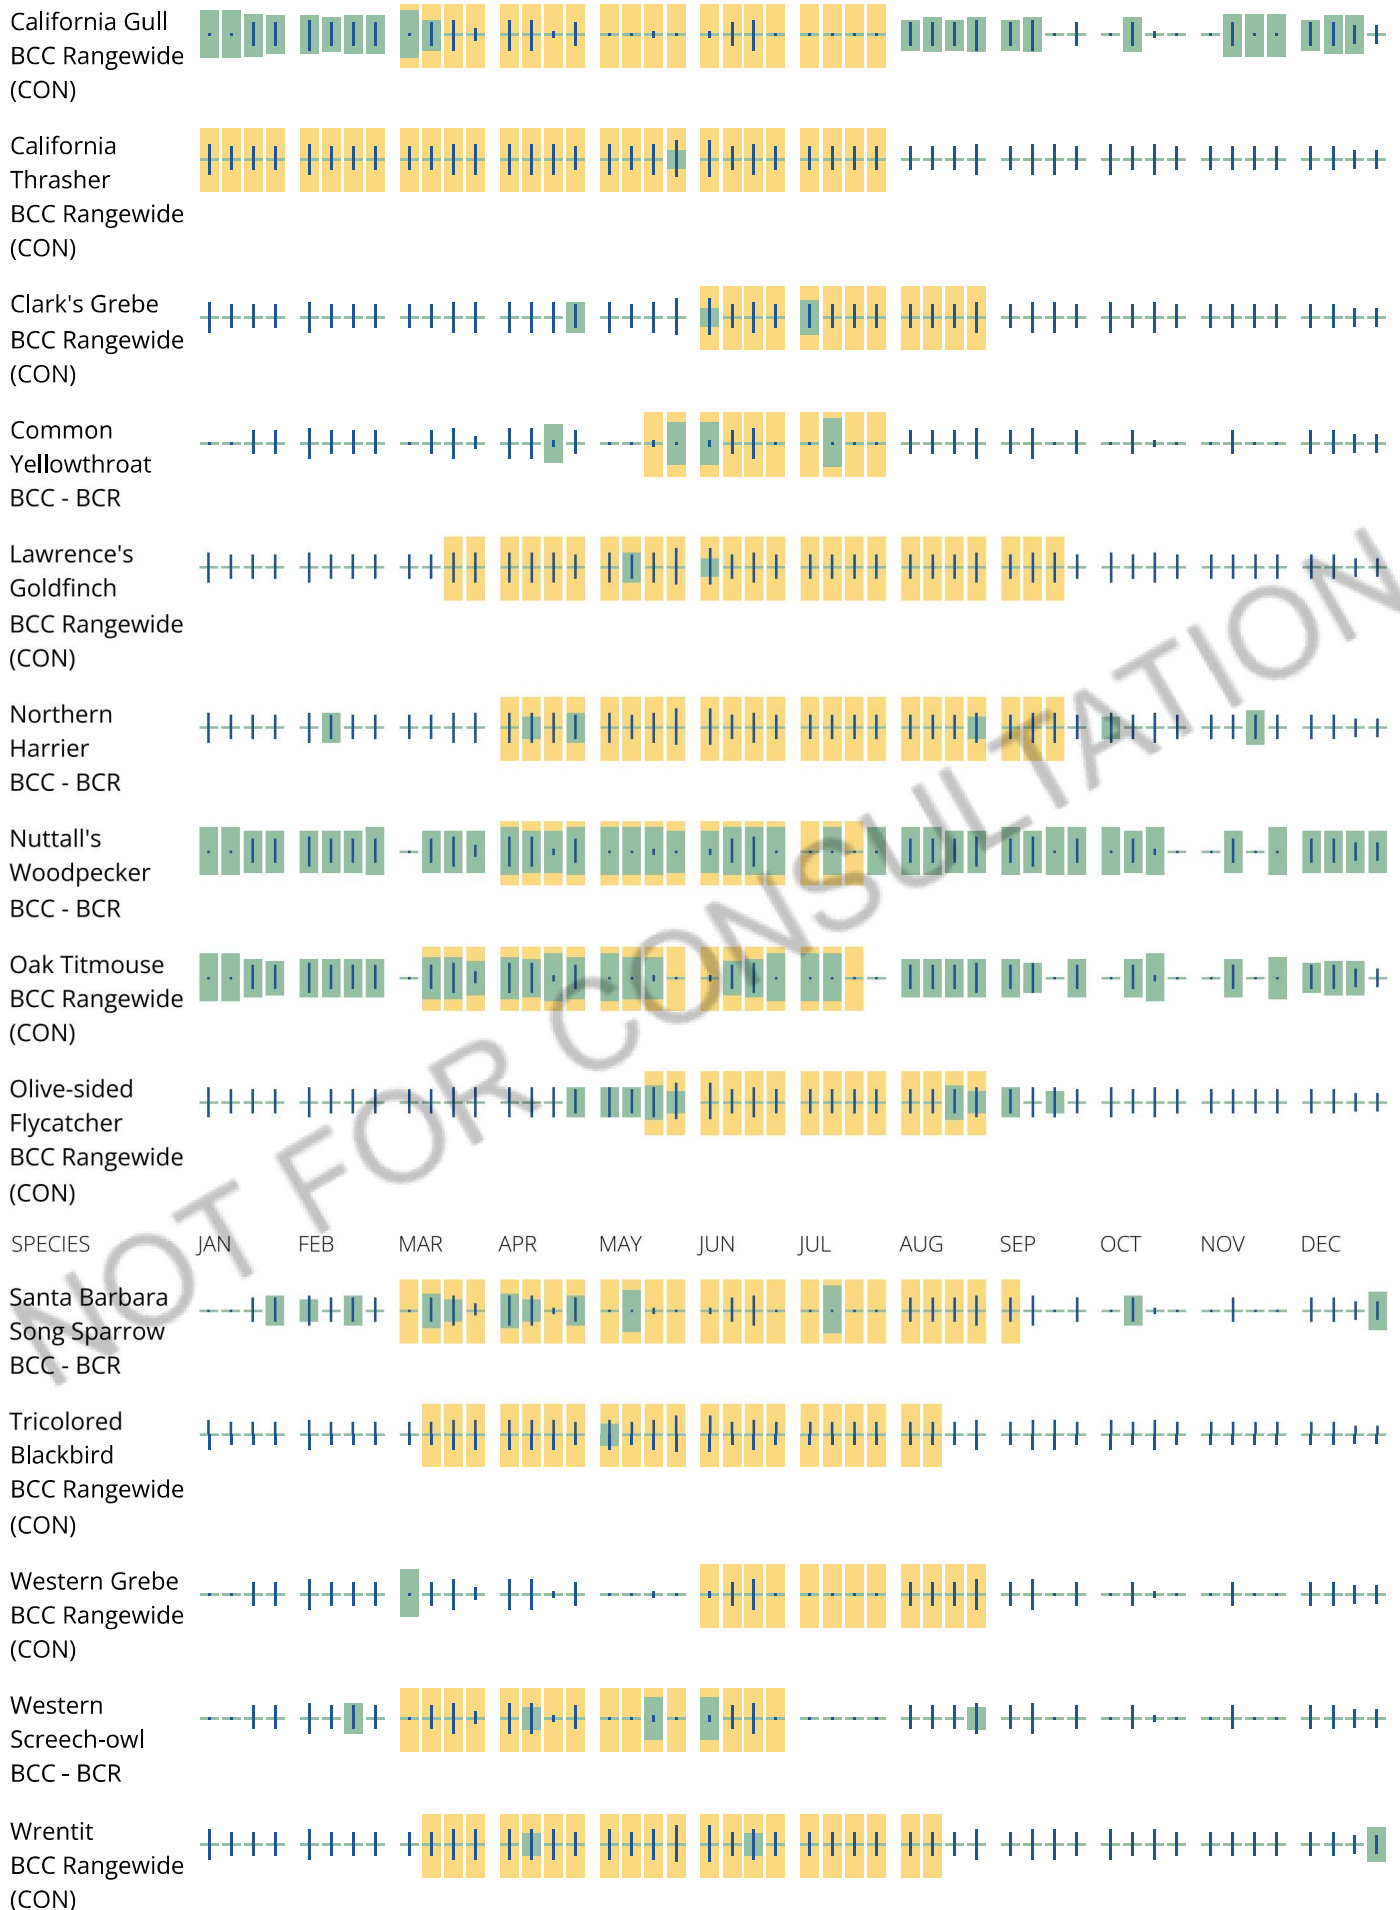 California Gull
BCC Rangewide
(CON)
California
Thrasher
BCC Rangewide
(CON)
Clark's Grebe
BCC Rangewide
(CON)
Common
Yellowthroat
BCC - BCR
Lawrence's
Goldfinch
BCC Rangewide
(CON)
Northern
Harrier
BCC - BCR
Nuttall's
Woodpecker
BCC - BCR
Oak Titmouse
BCC Rangewide
(CON)
Olive-sided
Flycatcher
BCC Rangewide
(CON)
SPECIES JAN FEB MAR APR MAY JUN JUL AUG SEP OCT NOV DEC
Santa Barbara
Song Sparrow
BCC - BCR
Tricolored
Blackbird
BCC Rangewide
(CON)
Western Grebe
BCC Rangewide
(CON)
Western
Screech-owl
BCC - BCR
Wrentit
BCC Rangewide
(CON)
NOT FOR CONSULTATION